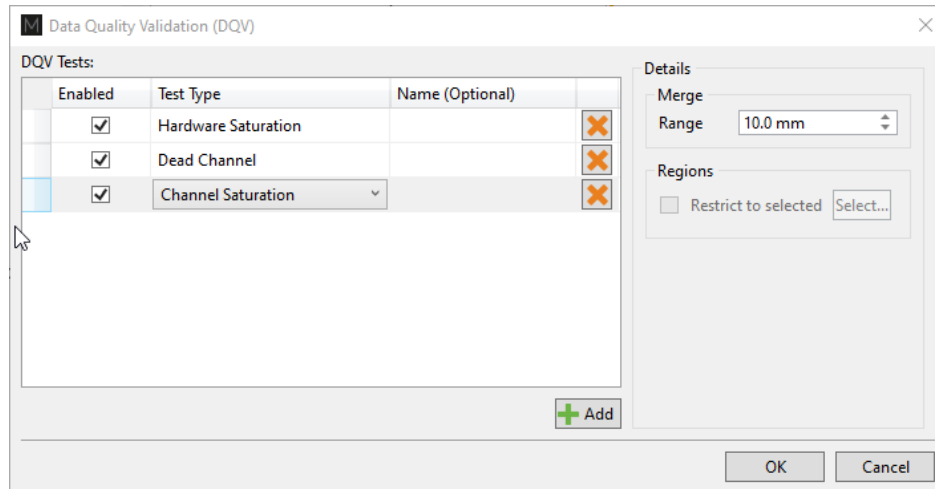 M Data Quality Validation (DQV)
DQV Tests:
Enabled Test Type Name (Optional)
Hardware Saturation
Dead Channel
Channel Saturation
Add
Details
Merge
Range 10.0 mm
Regions
Restrict to selected Select...
OK Cancel